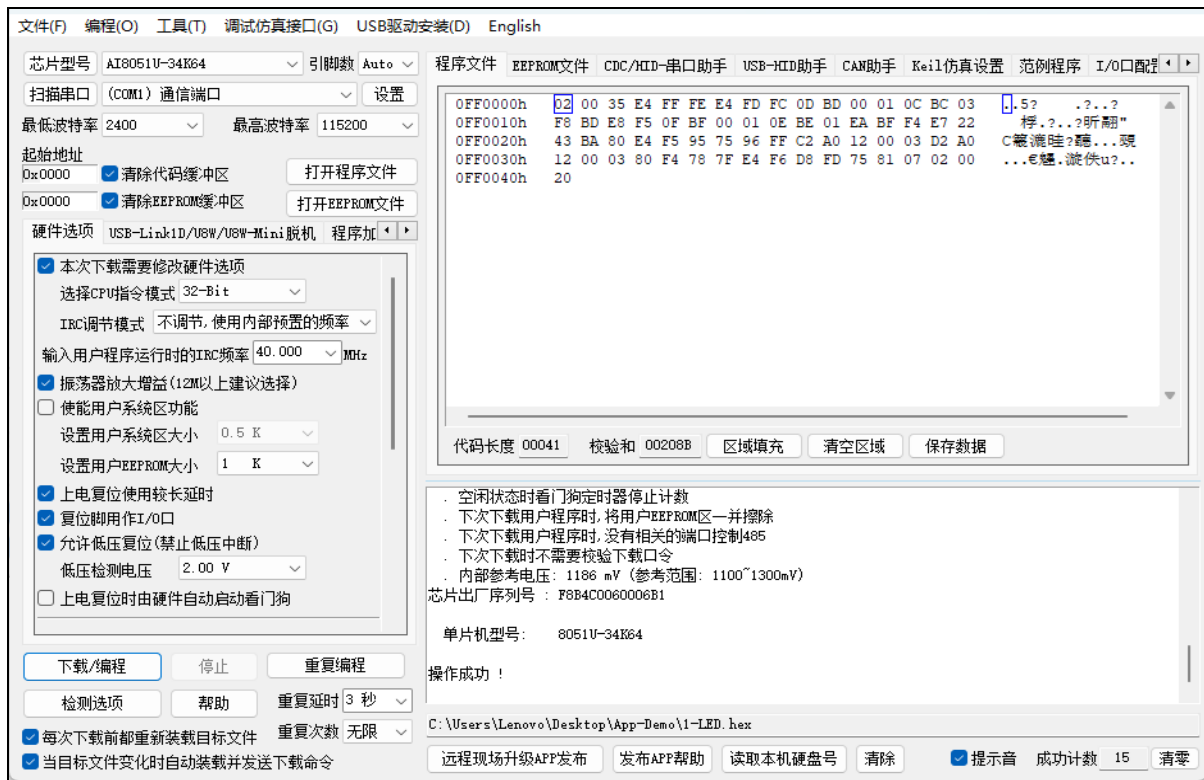 文件(F) 编程(O) 工具(T) 调试仿真接口(G) USB驱动安装(D) English
芯片型号 AI8051U-34K64 引脚数 Auto
扫描串口 (COM1) 通信端口 设置
最低波特率 2400 最高波特率 115200
起始地址
0x0000 清除代码缓冲区 打开程序文件
0x0000 清除EEPROM缓冲区 打开EEPROM文件
硬件选项 USB-Link1D/U8W/U8W-Mini脱机 程序加
本次下载需要修改硬件选项
选择CPU指令模式 32-Bit
IRC调节模式 不调节,使用内部预置的频率
输入用户程序运行时的IRC频率 40.000 MHz
振荡器放大增益(12M以上建议选择)
使能用户系统区功能
设置用户系统区大小 0.5 K
设置用户EEPROM大小 1 K
上电复位使用较长延时
复位脚用作I/O口
允许低压复位(禁止低压中断)
低压检测电压 2.00 V
上电复位时由硬件自动启动看门狗
下载/编程 停止 重复编程
检测选项 帮助 重复延时 3 秒
每次下载前都重新装载目标文件 重复次数 无限
当目标文件变化时自动装载并发送下载命令
程序文件 EEPROM文件 CDC/HID-串口助手 USB-HID助手 CAN助手 Keil仿真设置 范例程序 I/O口配
0FF0000h 02 00 35 E4 FF FE E4 FD FC 0D BD 00 01 0C BC 03 ..5? .?..?
0FF0010h F8 BD E8 F5 0F BF 00 01 0E BE 01 EA BF F4 E7 22
0FF0020h 43 BA 80 E4 F5 95 75 96 FF C2 A0 12 00 03 D2 A0
0FF0030h 12 00 03 80 F4 78 7F E4 F6 D8 FD 75 81 07 02 00
0FF0040h 20
代码长度 00041 校验和 00208B 区域填充 清空区域 保存数据
. 空闲状态时看门狗定时器停止计数
. 下次下载用户程序时,将用户EEPROM区一并擦除
. 下次下载用户程序时,没有相关的端口控制485
. 下次下载时不需要校验下载口令
. 内部参考电压: 1186 mV (参考范围: 1100~1300mV)
芯片出厂序列号 : F8B4C0060006B1
单片机型号: 8051U-34K64
操作成功 !
C:\Users\Lenovo\Desktop\App-Demo\1-LED.hex
远程现场升级APP发布 发布APP帮助 读取本机硬盘号 清除 提示音 成功计数 15 清零